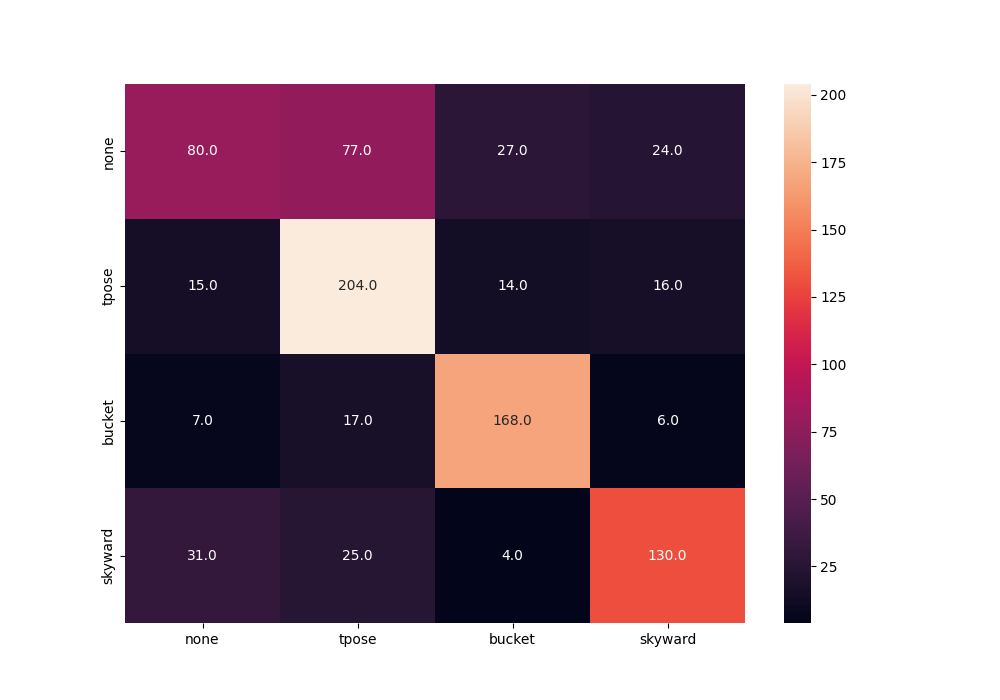 none 80.0 77.0 27.0 24.0
tpose 15.0 204.0 14.0 16.0
bucket 7.0 17.0 168.0 6.0
skyward 31.0 25.0 4.0 130.0
none tpose bucket skyward
200
175
150
125
100
75
50
25